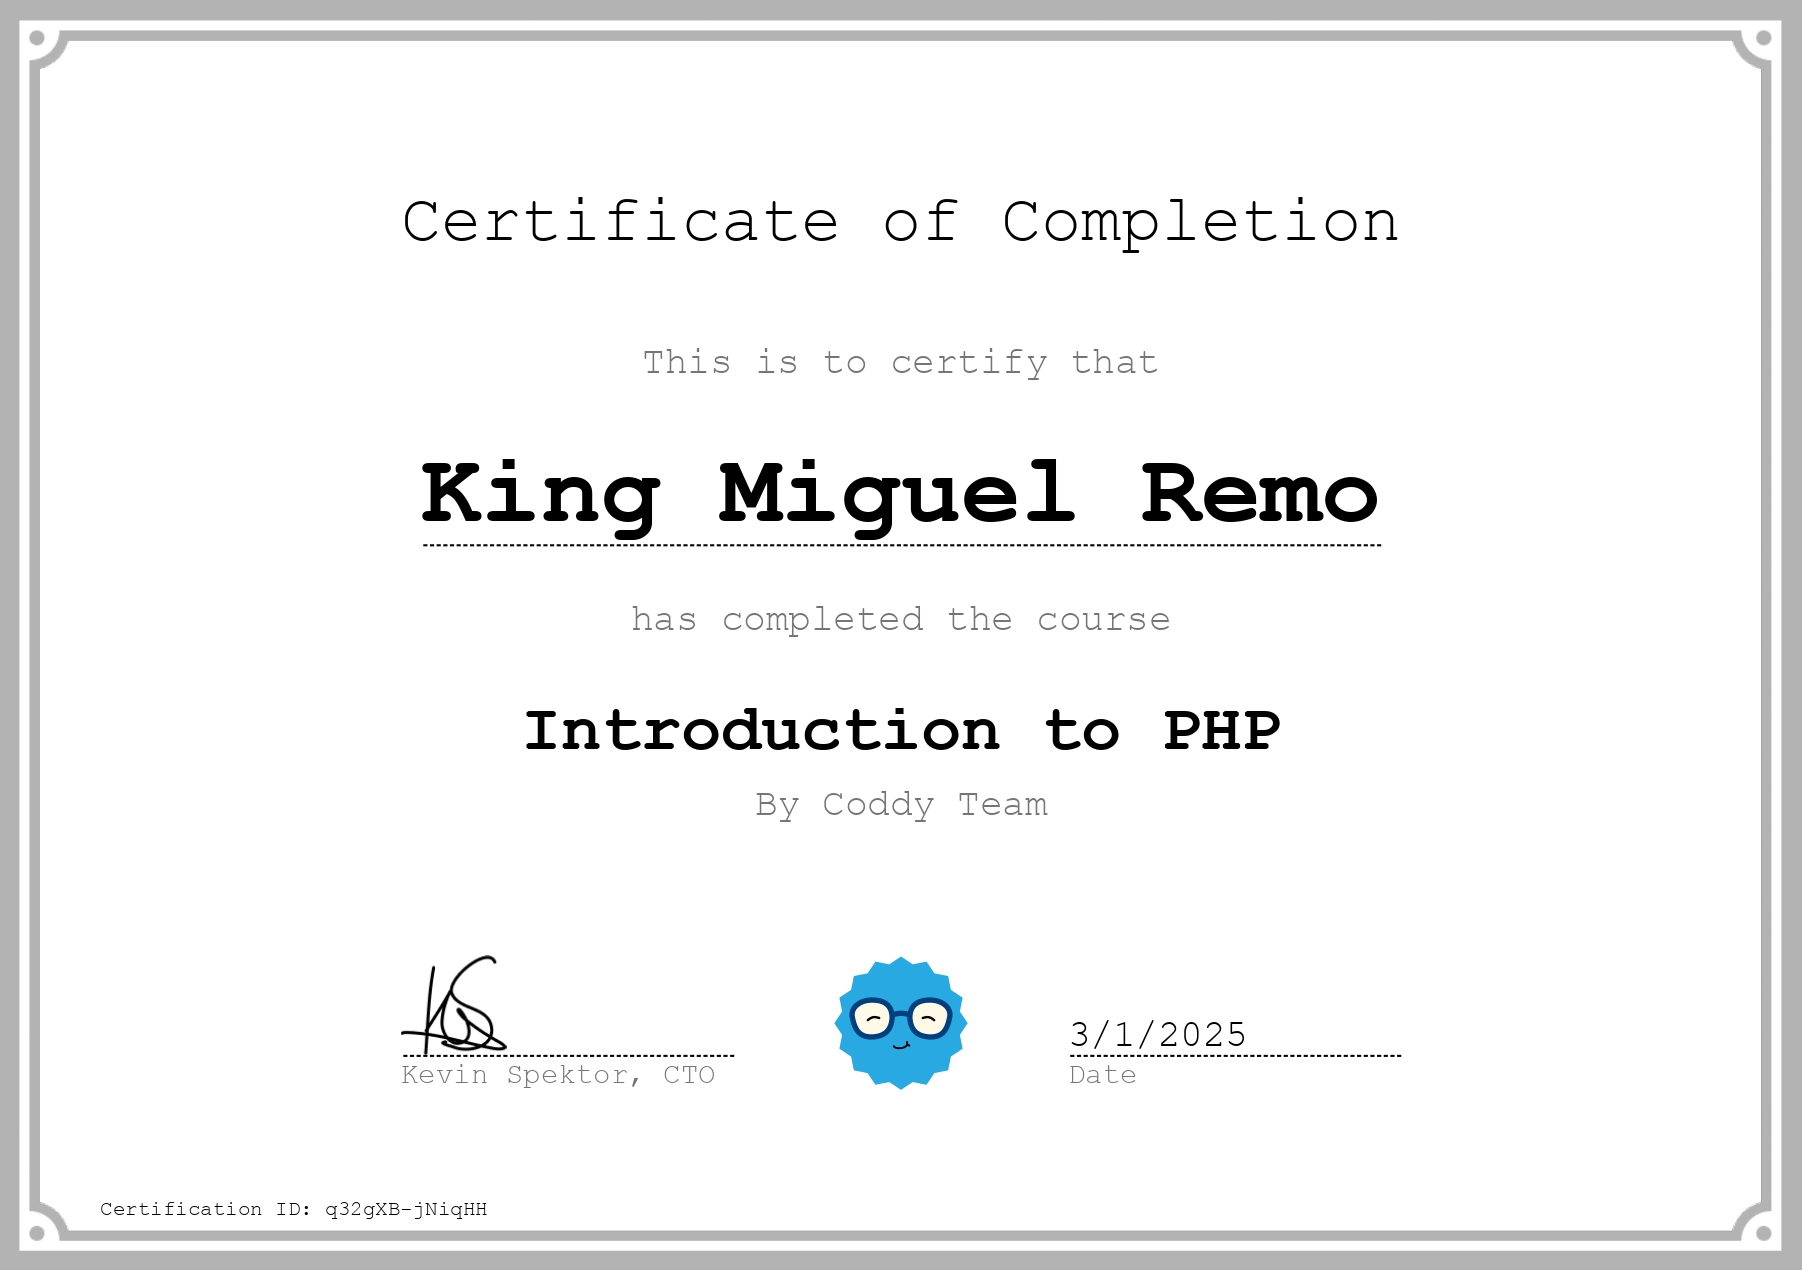 Certificate of Completion
This is to certify that
King Miguel Remo
has completed the course
Introduction to PHP
By Coddy Team
3/1/2025
Kevin Spektor, CTO
Date
Certification ID: q32gXB-jNiqHH